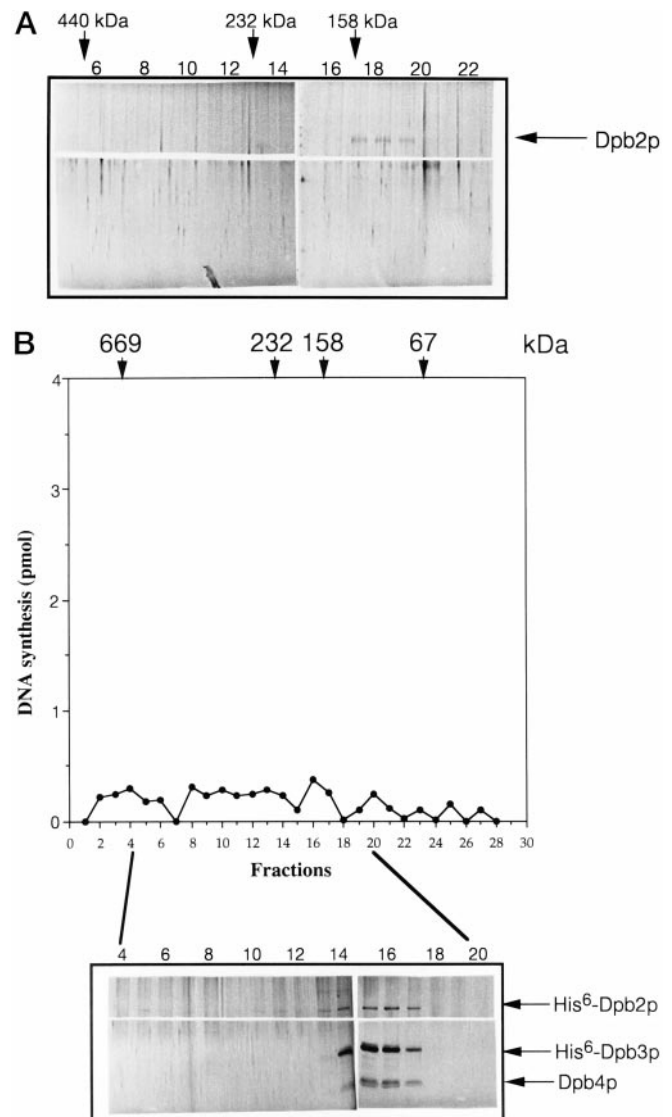 A
440 kDa 232 kDa 158 kDa
6 8 10 12 14 16 18 20 22
Dpb2p
B
669 232 158 67 kDa
4
3
2
1
0
DNA synthesis (pmol)
0 2 4 6 8 10 12 14 16 18 20 22 24 26 28 30
Fractions
4 6 7 8 10 12 14 16 18 20
His6-Dpb2p
His6-Dpb3p
Dpb4p